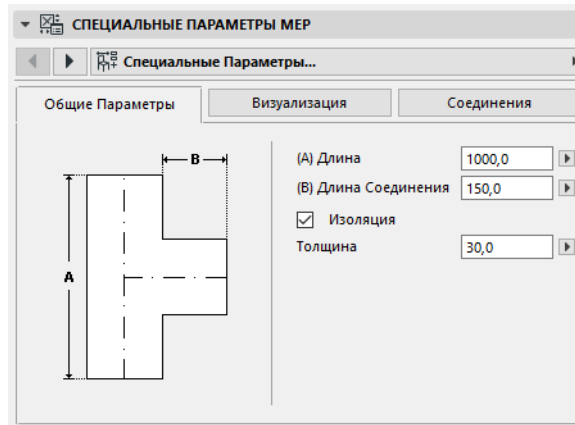 СПЕЦИАЛЬНЫЕ ПАРАМЕТРЫ МЕР
Специальные Параметры...
Общие Параметры Визуализация Соединения
B
A
(A) Длина 1000,0
(B) Длина Соединения 150,0
Изоляция
Толщина 30,0